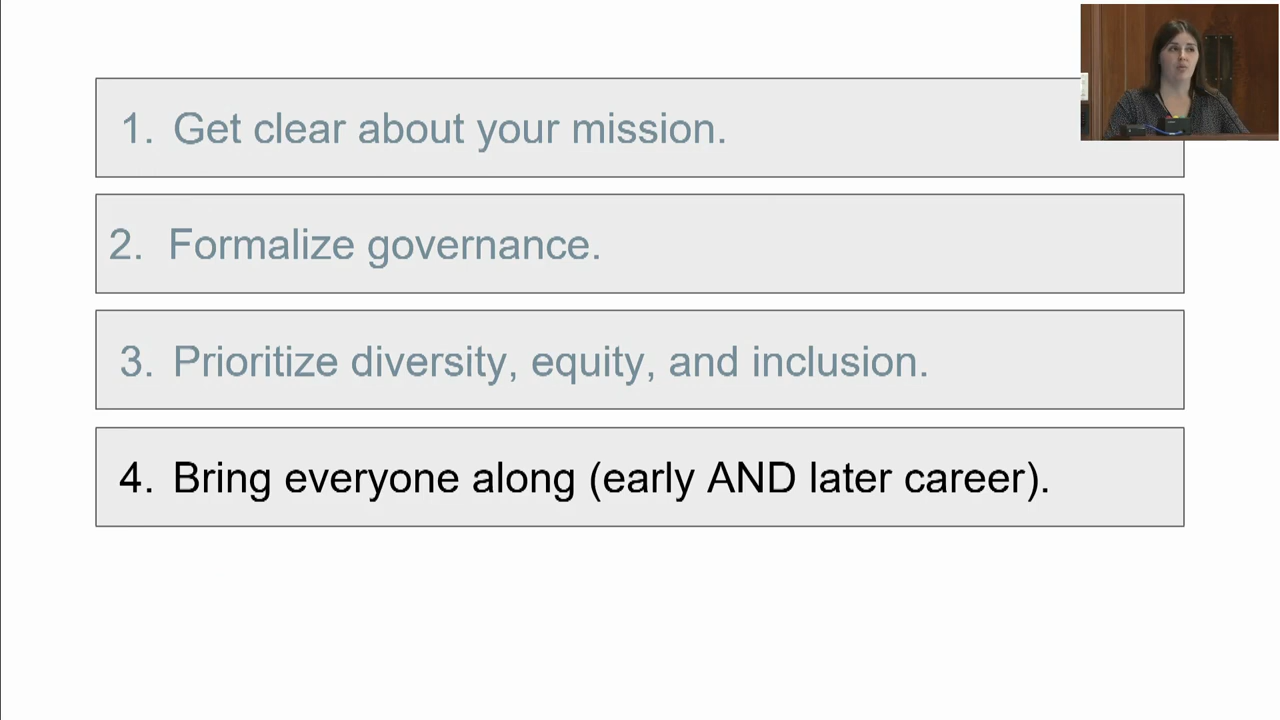 1. Get clear about your mission.
2. Formalize governance.
3. Prioritize diversity, equity, and inclusion.
4. Bring everyone along (early AND later career).